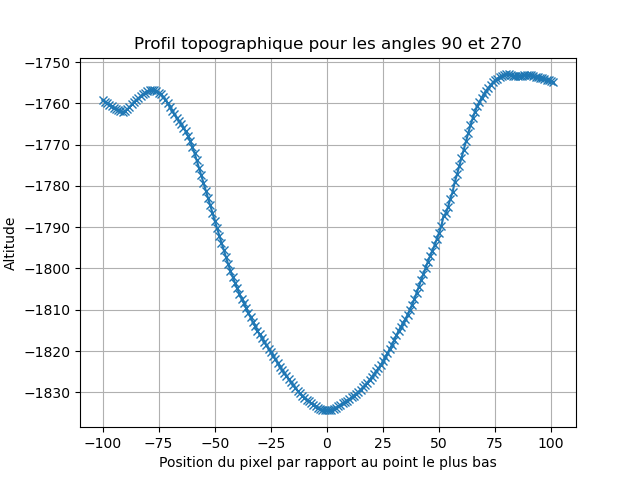 Profil topographique pour les angles 90 et 270
−1750
−1760
−1770
−1780
−1790
−1800
−1810
−1820
−1830
Altitude
−100 −75 −50 −25 0 25 50 75 100
Position du pixel par rapport au point le plus bas